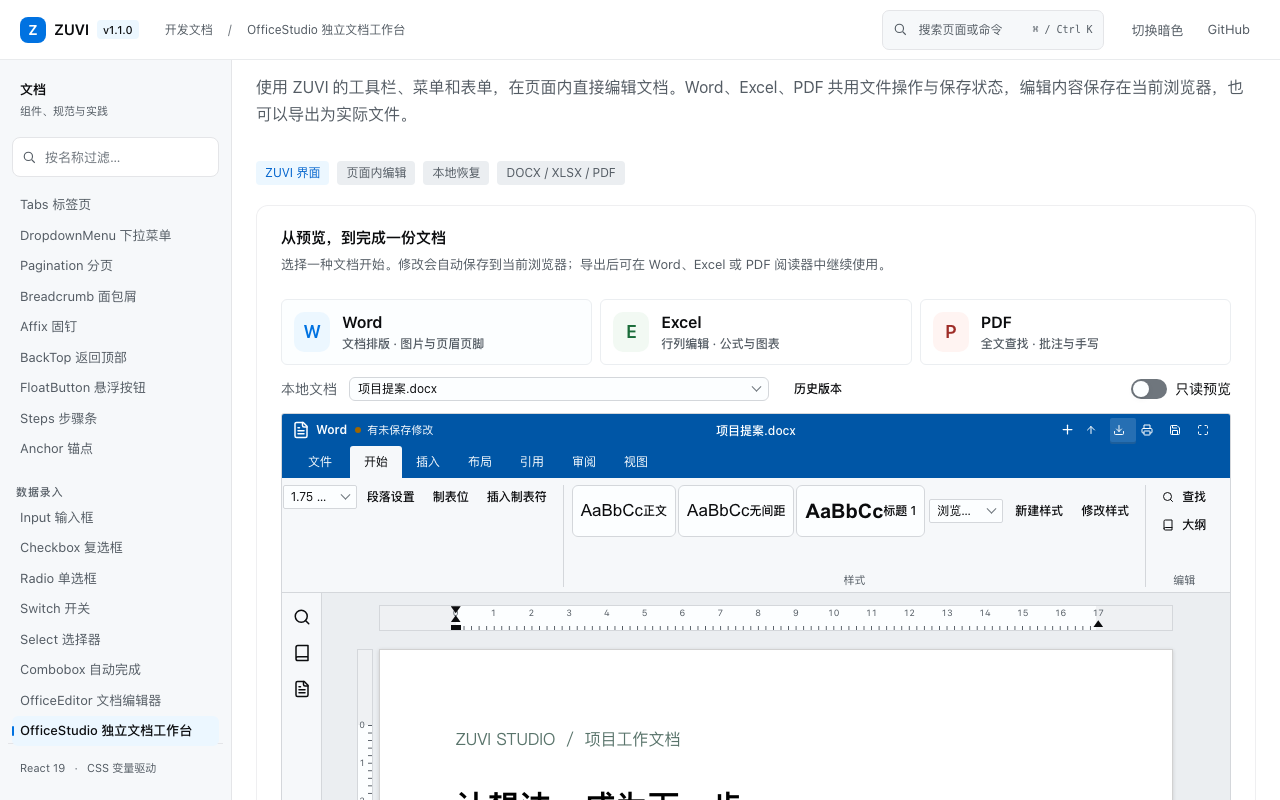 Z ZUVI v1.1.0 开发文档 / OfficeStudio 独立文档工作台 搜索页面或命令 ⌘ / Ctrl K 切换暗色 GitHub
文档
组件、规范与实践
按名称过滤...
Tabs 标签页
DropdownMenu 下拉菜单
Pagination 分页
Breadcrumb 面包屑
Affix 固钉
BackTop 返回顶部
FloatButton 悬浮按钮
Steps 步骤条
Anchor 锚点
数据录入
Input 输入框
Checkbox 复选框
Radio 单选框
Switch 开关
Select 选择器
Combobox 自动完成
OfficeEditor 文档编辑器
OfficeStudio 独立文档工作台
React 19 · CSS 变量驱动
使用 ZUVI 的工具栏、菜单和表单，在页面内直接编辑文档。Word、Excel、PDF 共用文件操作与保存状态，编辑内容保存在当前浏览器，也
可以导出为实际文件。
ZUVI 界面 页面内编辑 本地恢复 DOCX / XLSX / PDF
从预览，到完成一份文档
选择一种文档开始。修改会自动保存到当前浏览器；导出后可在 Word、Excel 或 PDF 阅读器中继续使用。
W Word
文档排版 · 图片与页眉页脚
E Excel
行列编辑 · 公式与图表
P PDF
全文查找 · 批注与手写
本地文档 项目提案.docx 历史版本 只读预览
Word 有未保存修改 项目提案.docx
文件 开始 插入 布局 引用 审阅 视图
1.75 ... 段落设置 制表位 插入制表符
AaBbCc正文 AaBbCc无间距 AaBbCc标题 1 浏览... 新建样式 修改样式
样式
查找
大纲
编辑
1 2 3 4 5 6 7 8 9 10 11 12 13 14 15 16 17
0
1
ZUVI STUDIO / 项目工作文档